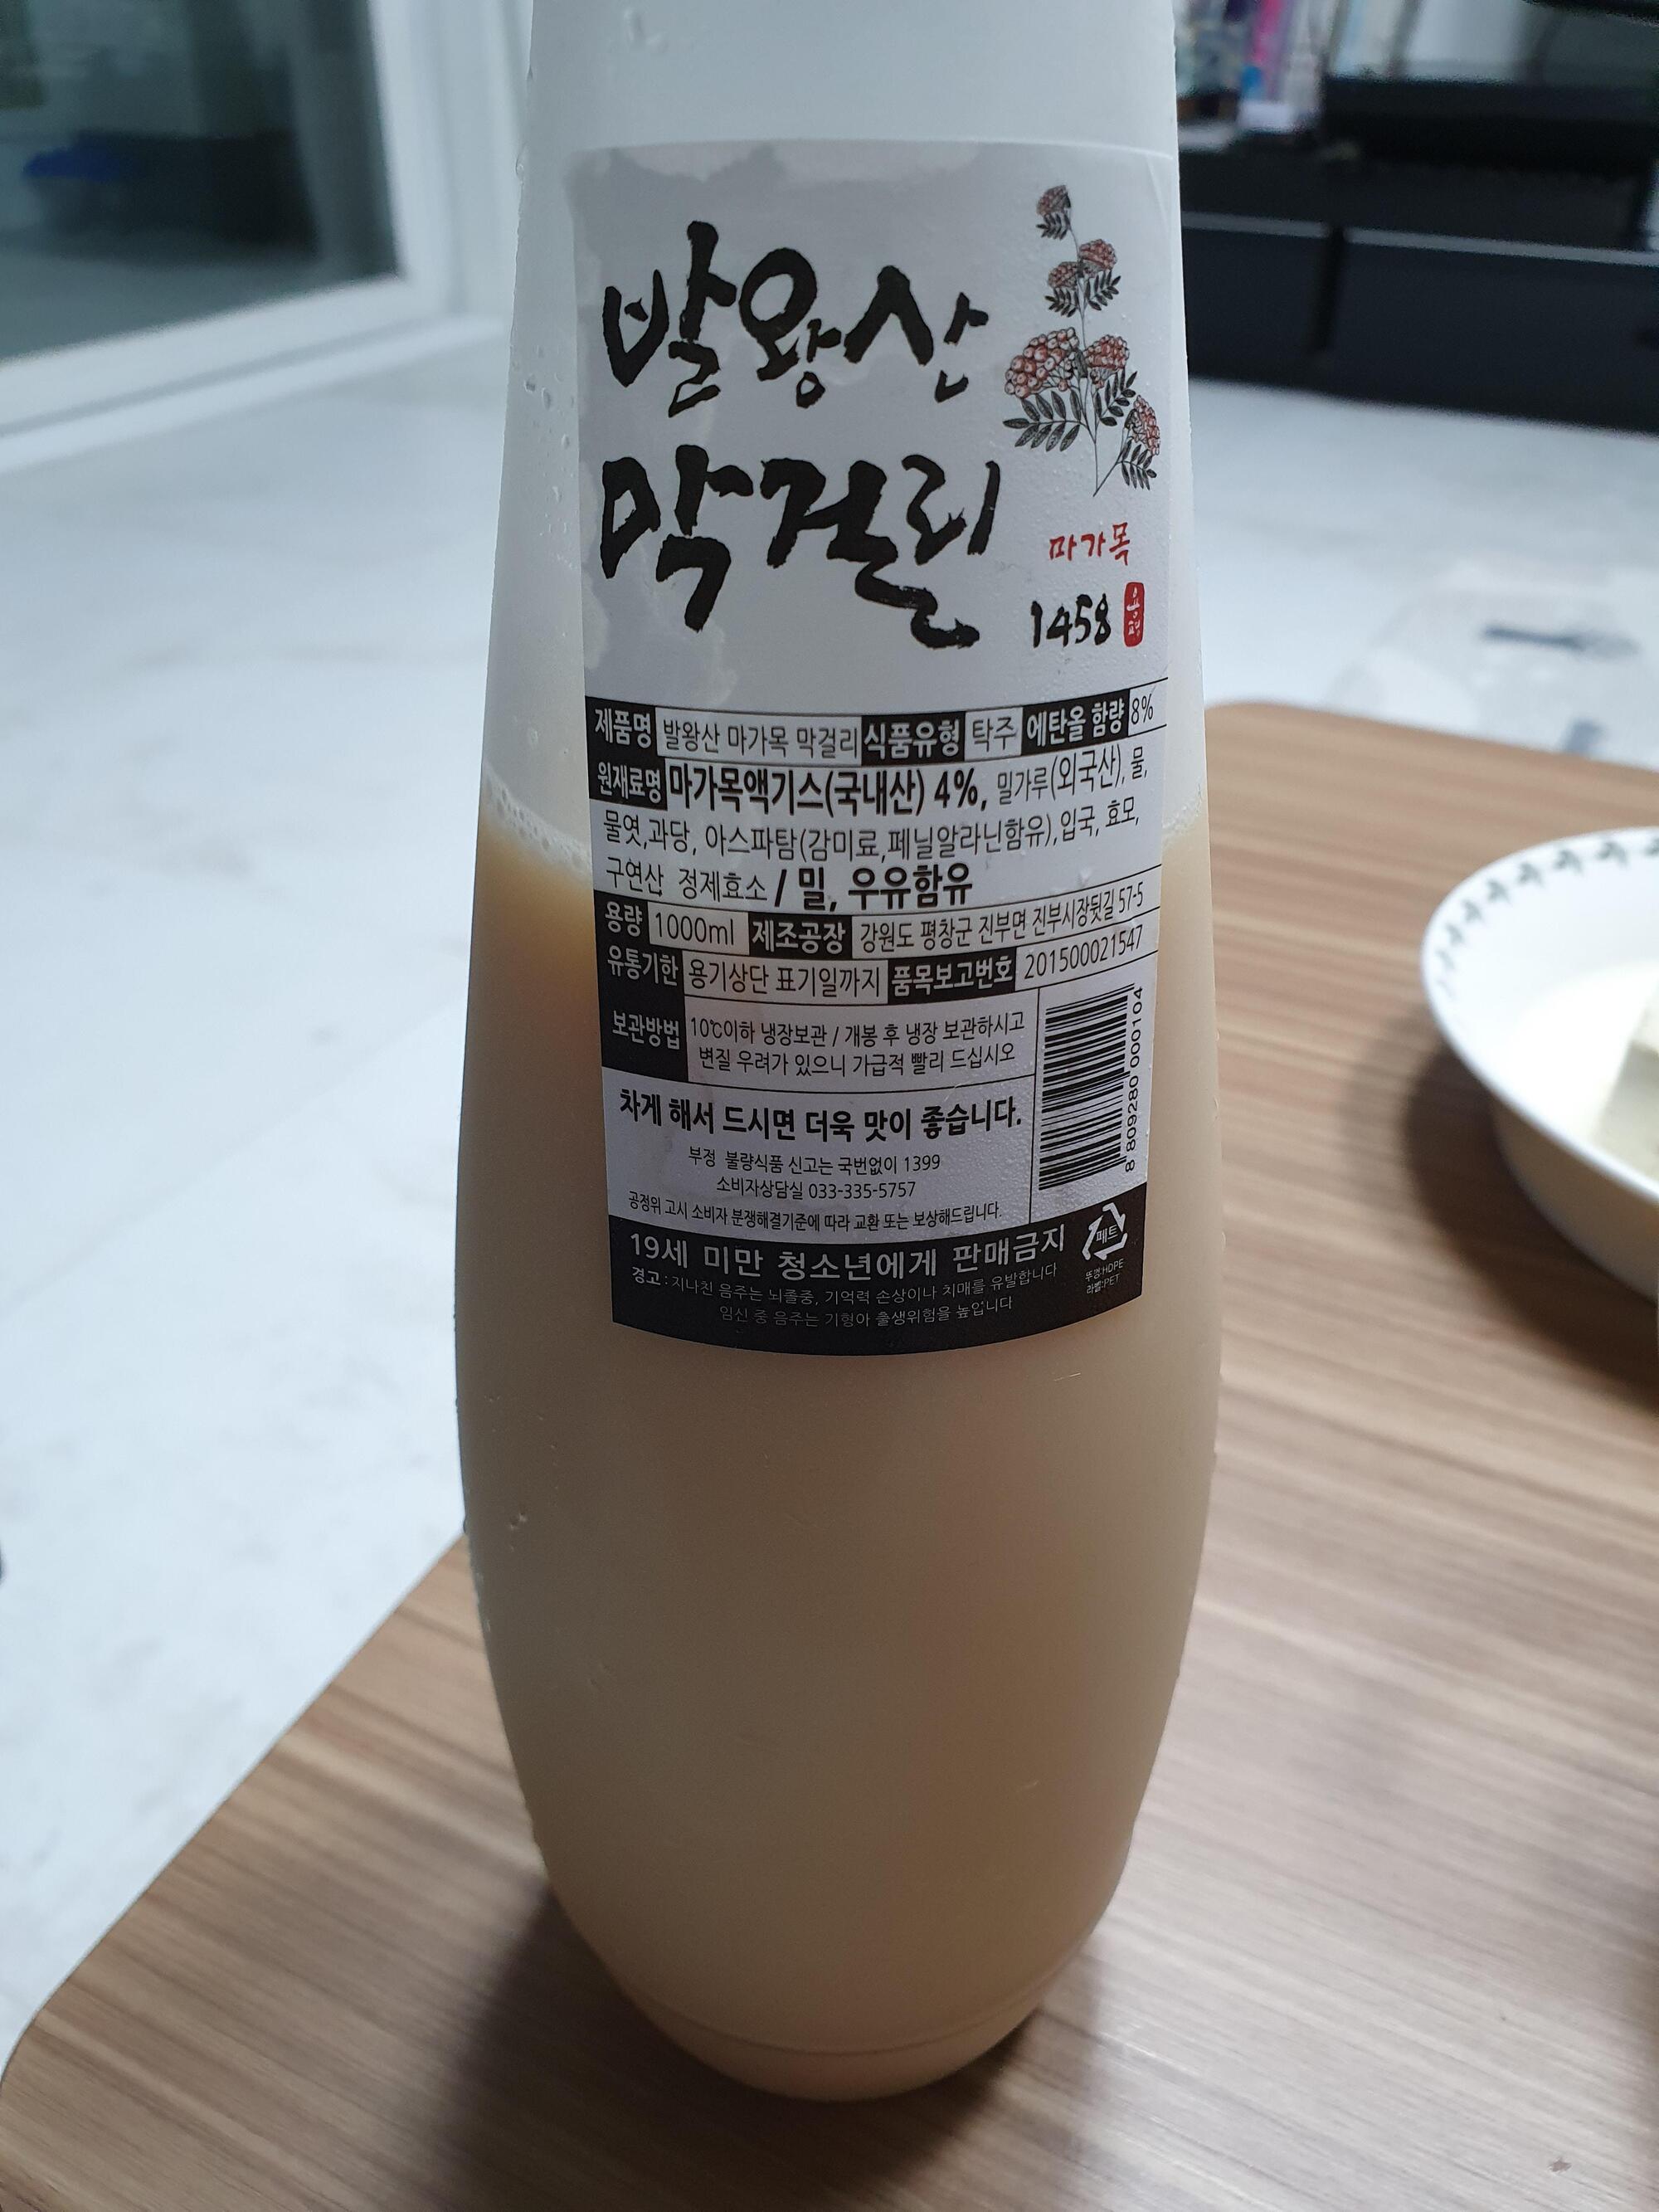 발왕산
막걸리
마가목
1458
용평
제품명 발왕산 마가목 막걸리 식품유형 탁주 에탄올 함량 8%
원재료명 마가목액기스(국내산) 4%, 밀가루(외국산), 물,
물엿,과당, 아스파탐(감미료,페닐알라닌함유),입국, 효모,
구연산 정제효소 / 밀, 우유함유
용량 1000ml 제조공장 강원도 평창군 진부면 진부시장뒷길 57-5
유통기한 용기상단 표기일까지 품목보고번호 201500021547
보관방법 10℃이하 냉장보관 / 개봉 후 냉장 보관하시고
변질 우려가 있으니 가급적 빨리 드십시오
차게 해서 드시면 더욱 맛이 좋습니다.
부정 불량식품 신고는 국번없이 1399
소비자상담실 033-335-5757
공정위 고시 소비자 분쟁해결기준에 따라 교환 또는 보상해드립니다.
8 809280 000104
19세 미만 청소년에게 판매금지
경고 : 지나친 음주는 뇌졸중, 기억력 손상이나 치매를 유발합니다
임신 중 음주는 기형아 출생위험을 높입니다
페트
뚜껑:HDPE
라벨:PET